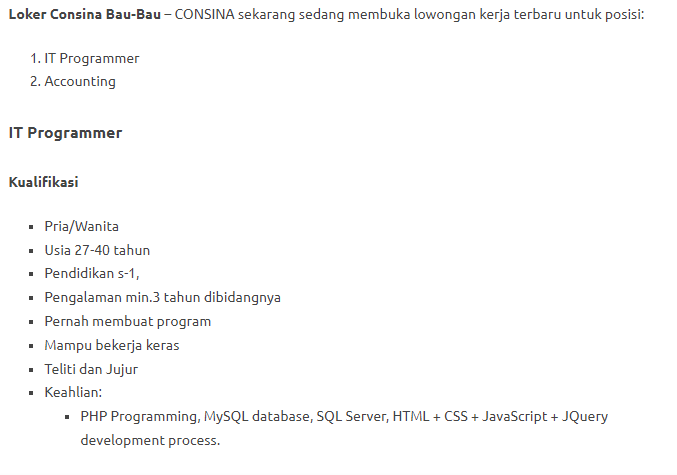 Loker Consina Bau-Bau – CONSINA sekarang sedang membuka lowongan kerja terbaru untuk posisi:
1. IT Programmer
2. Accounting
IT Programmer
Kualifikasi
▪ Pria/Wanita
▪ Usia 27-40 tahun
▪ Pendidikan s-1,
▪ Pengalaman min.3 tahun dibidangnya
▪ Pernah membuat program
▪ Mampu bekerja keras
▪ Teliti dan Jujur
▪ Keahlian:
▪ PHP Programming, MySQL database, SQL Server, HTML + CSS + JavaScript + JQuery
development process.